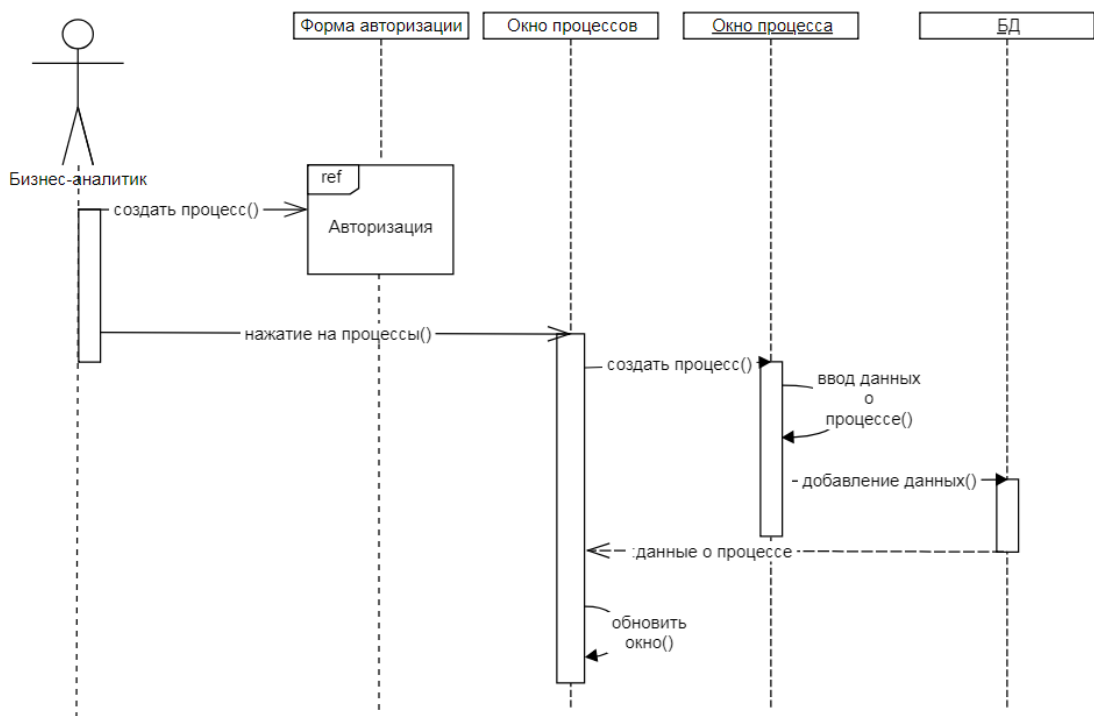 Форма авторизации
Окно процессов
Окно процесса
БД
Бизнес-аналитик
ref
Авторизация
создать процесс()
нажатие на процессы()
создать процесс()
ввод данных
о
процессе()
добавление данных()
:данные о процессе
обновить
окно()